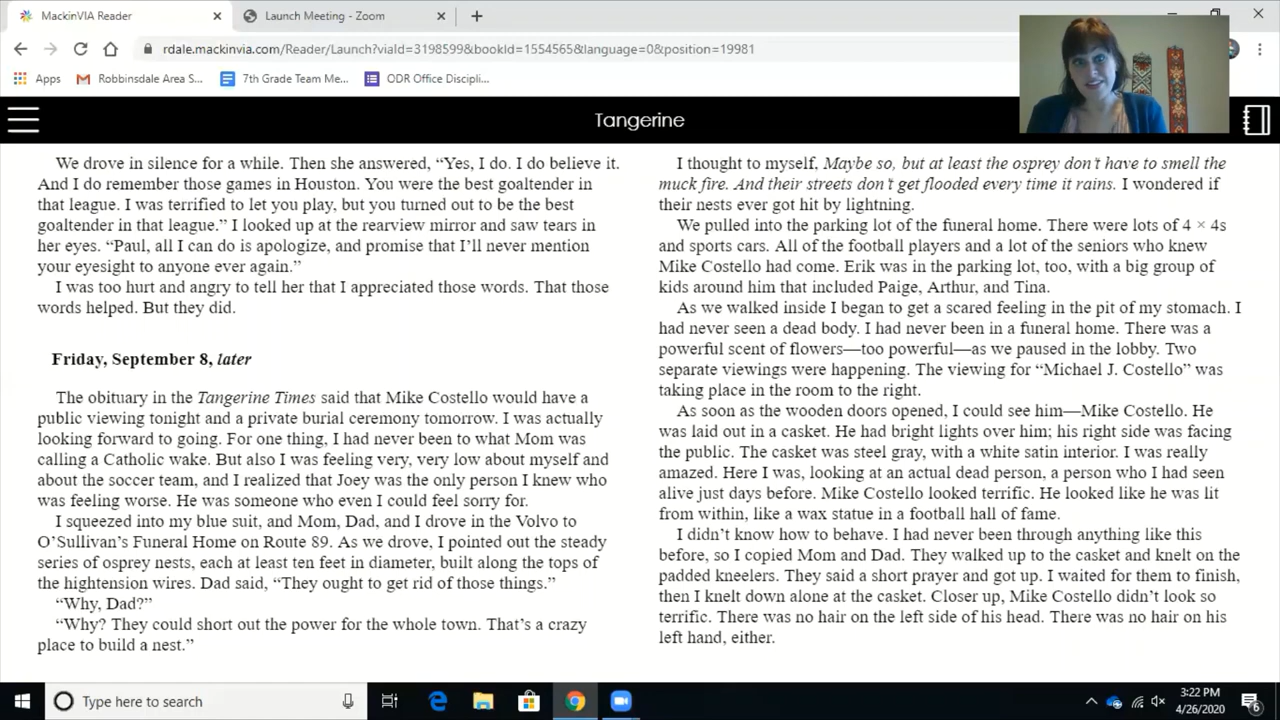 MackinVIA Reader
Launch Meeting - Zoom
rdale.mackinvia.com/Reader/Launch?viaId=3198599&bookId=1554565&language=0&position=19981
Apps
Robbinsdale Area S...
7th Grade Team Me...
ODR Office Discipli...
Tangerine
We drove in silence for a while. Then she answered, “Yes, I do. I do believe it.
And I do remember those games in Houston. You were the best goaltender in
that league. I was terrified to let you play, but you turned out to be the best
goaltender in that league.” I looked up at the rearview mirror and saw tears in
her eyes. “Paul, all I can do is apologize, and promise that I’ll never mention
your eyesight to anyone ever again.”
I was too hurt and angry to tell her that I appreciated those words. That those
words helped. But they did.
Friday, September 8, later
The obituary in the Tangerine Times said that Mike Costello would have a
public viewing tonight and a private burial ceremony tomorrow. I was actually
looking forward to going. For one thing, I had never been to what Mom was
calling a Catholic wake. But also I was feeling very, very low about myself and
about the soccer team, and I realized that Joey was the only person I knew who
was feeling worse. He was someone who even I could feel sorry for.
I squeezed into my blue suit, and Mom, Dad, and I drove in the Volvo to
O’Sullivan’s Funeral Home on Route 89. As we drove, I pointed out the steady
series of osprey nests, each at least ten feet in diameter, built along the tops of
the hightension wires. Dad said, “They ought to get rid of those things.”
“Why, Dad?”
“Why? They could short out the power for the whole town. That’s a crazy
place to build a nest.”
I thought to myself, Maybe so, but at least the osprey don’t have to smell the
muck fire. And their streets don’t get flooded every time it rains. I wondered if
their nests ever got hit by lightning.
We pulled into the parking lot of the funeral home. There were lots of 4 × 4s
and sports cars. All of the football players and a lot of the seniors who knew
Mike Costello had come. Erik was in the parking lot, too, with a big group of
kids around him that included Paige, Arthur, and Tina.
As we walked inside I began to get a scared feeling in the pit of my stomach. I
had never seen a dead body. I had never been in a funeral home. There was a
powerful scent of flowers—too powerful—as we paused in the lobby. Two
separate viewings were happening. The viewing for “Michael J. Costello” was
taking place in the room to the right.
As soon as the wooden doors opened, I could see him—Mike Costello. He
was laid out in a casket. He had bright lights over him; his right side was facing
the public. The casket was steel gray, with a white satin interior. I was really
amazed. Here I was, looking at an actual dead person, a person who I had seen
alive just days before. Mike Costello looked terrific. He looked like he was lit
from within, like a wax statue in a football hall of fame.
I didn’t know how to behave. I had never been through anything like this
before, so I copied Mom and Dad. They walked up to the casket and knelt on the
padded kneelers. They said a short prayer and got up. I waited for them to finish,
then I knelt down alone at the casket. Closer up, Mike Costello didn’t look so
terrific. There was no hair on the left side of his head. There was no hair on his
left hand, either.
Type here to search
3:22 PM
4/26/2020
6